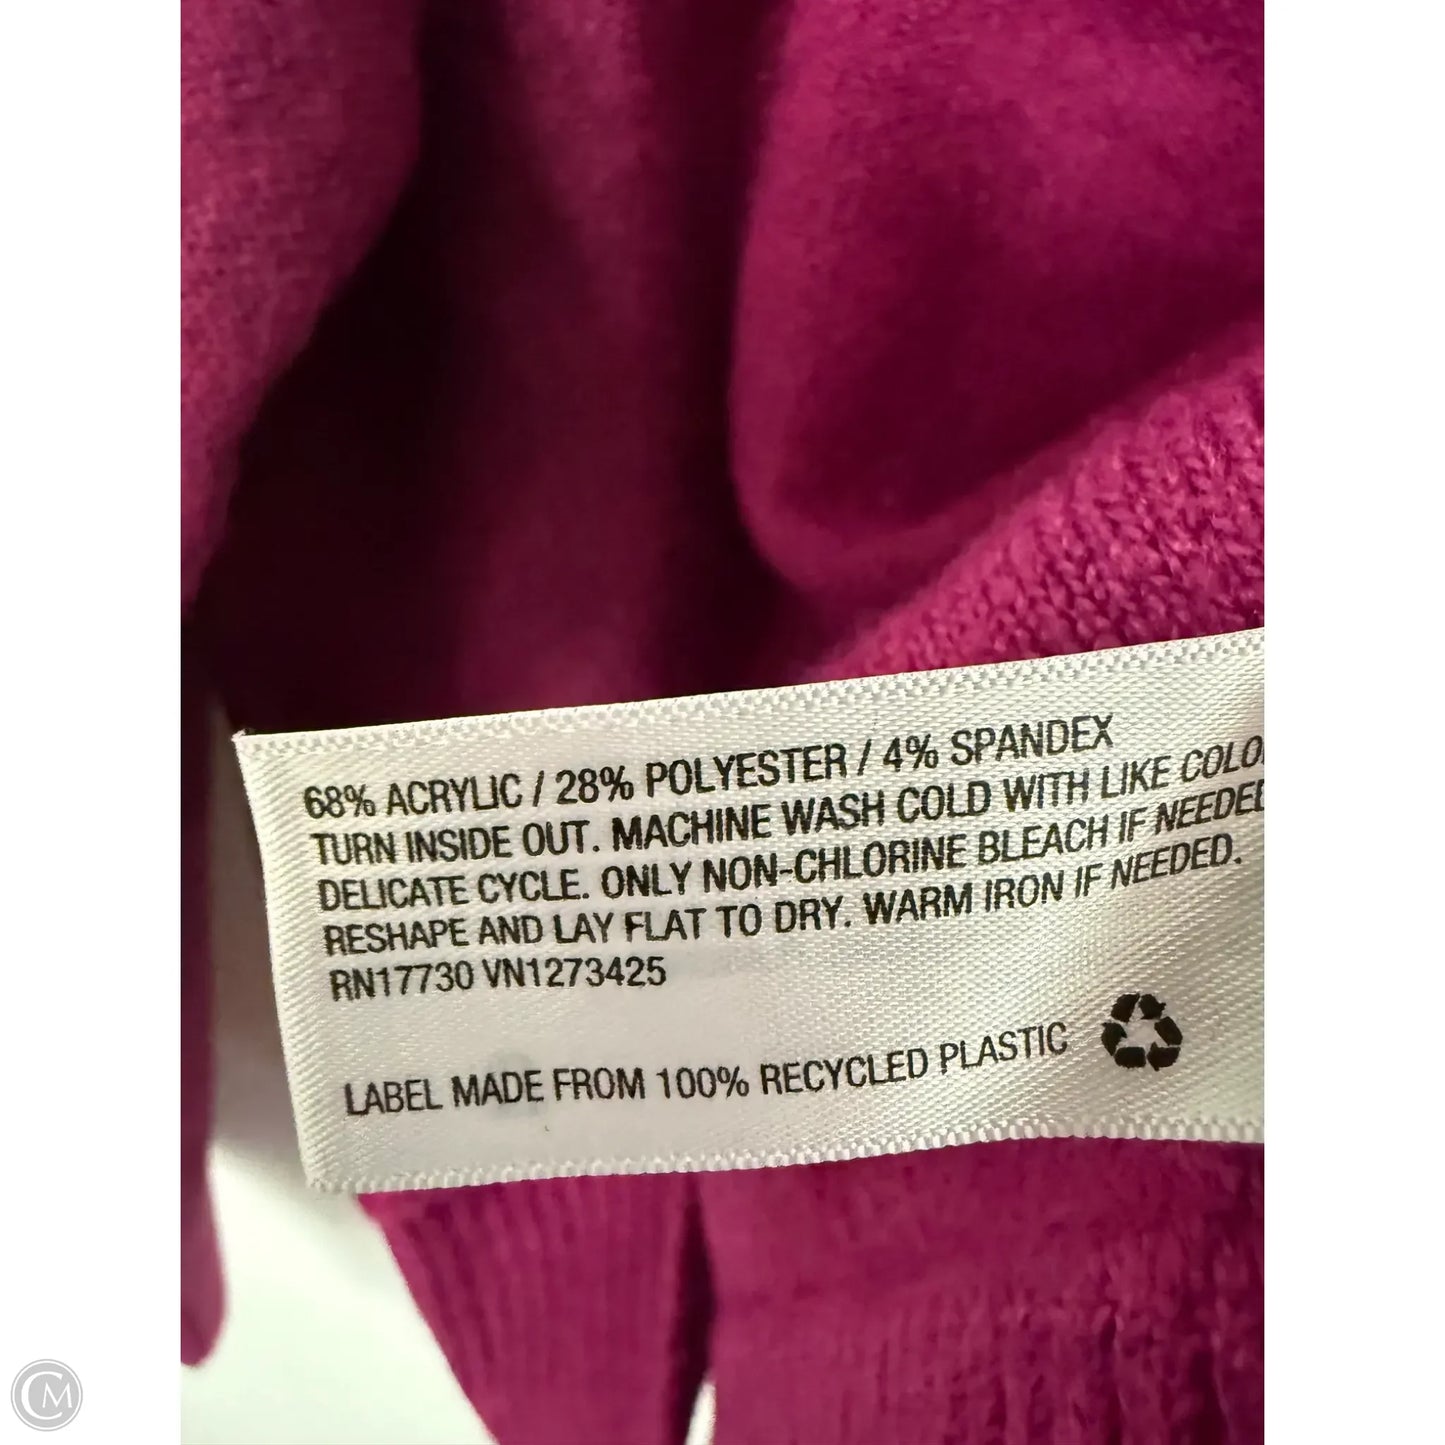 68% ACRYLIC / 28% POLYESTER / 4% SPANDEX
TURN INSIDE OUT. MACHINE WASH COLD WITH LIKE
DELICATE CYCLE. ONLY NON-CHLORINE BLEACH IF
RESHAPE AND LAY FLAT TO DRY. WARM IRON IF NEEDED.
RN17730 VN1273425
LABEL MADE FROM 100% RECYCLED PLASTIC
CM